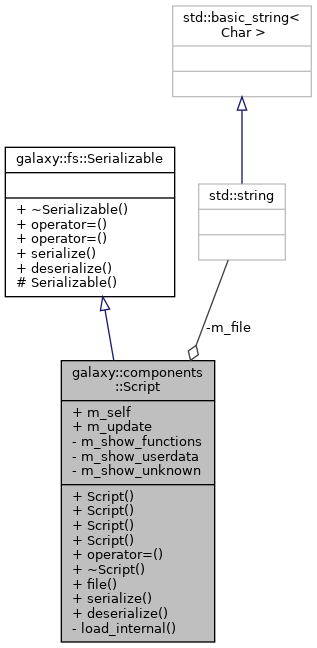 std::basic_string<
Char >
galaxy::fs::Serializable
+ ~Serializable()
+ operator=()
+ operator=()
+ serialize()
+ deserialize()
# Serializable()
std::string
-m_file
galaxy::components
::Script
+ m_self
+ m_update
- m_show_functions
- m_show_userdata
- m_show_unknown
+ Script()
+ Script()
+ Script()
+ Script()
+ operator=()
+ ~Script()
+ file()
+ serialize()
+ deserialize()
- load_internal()